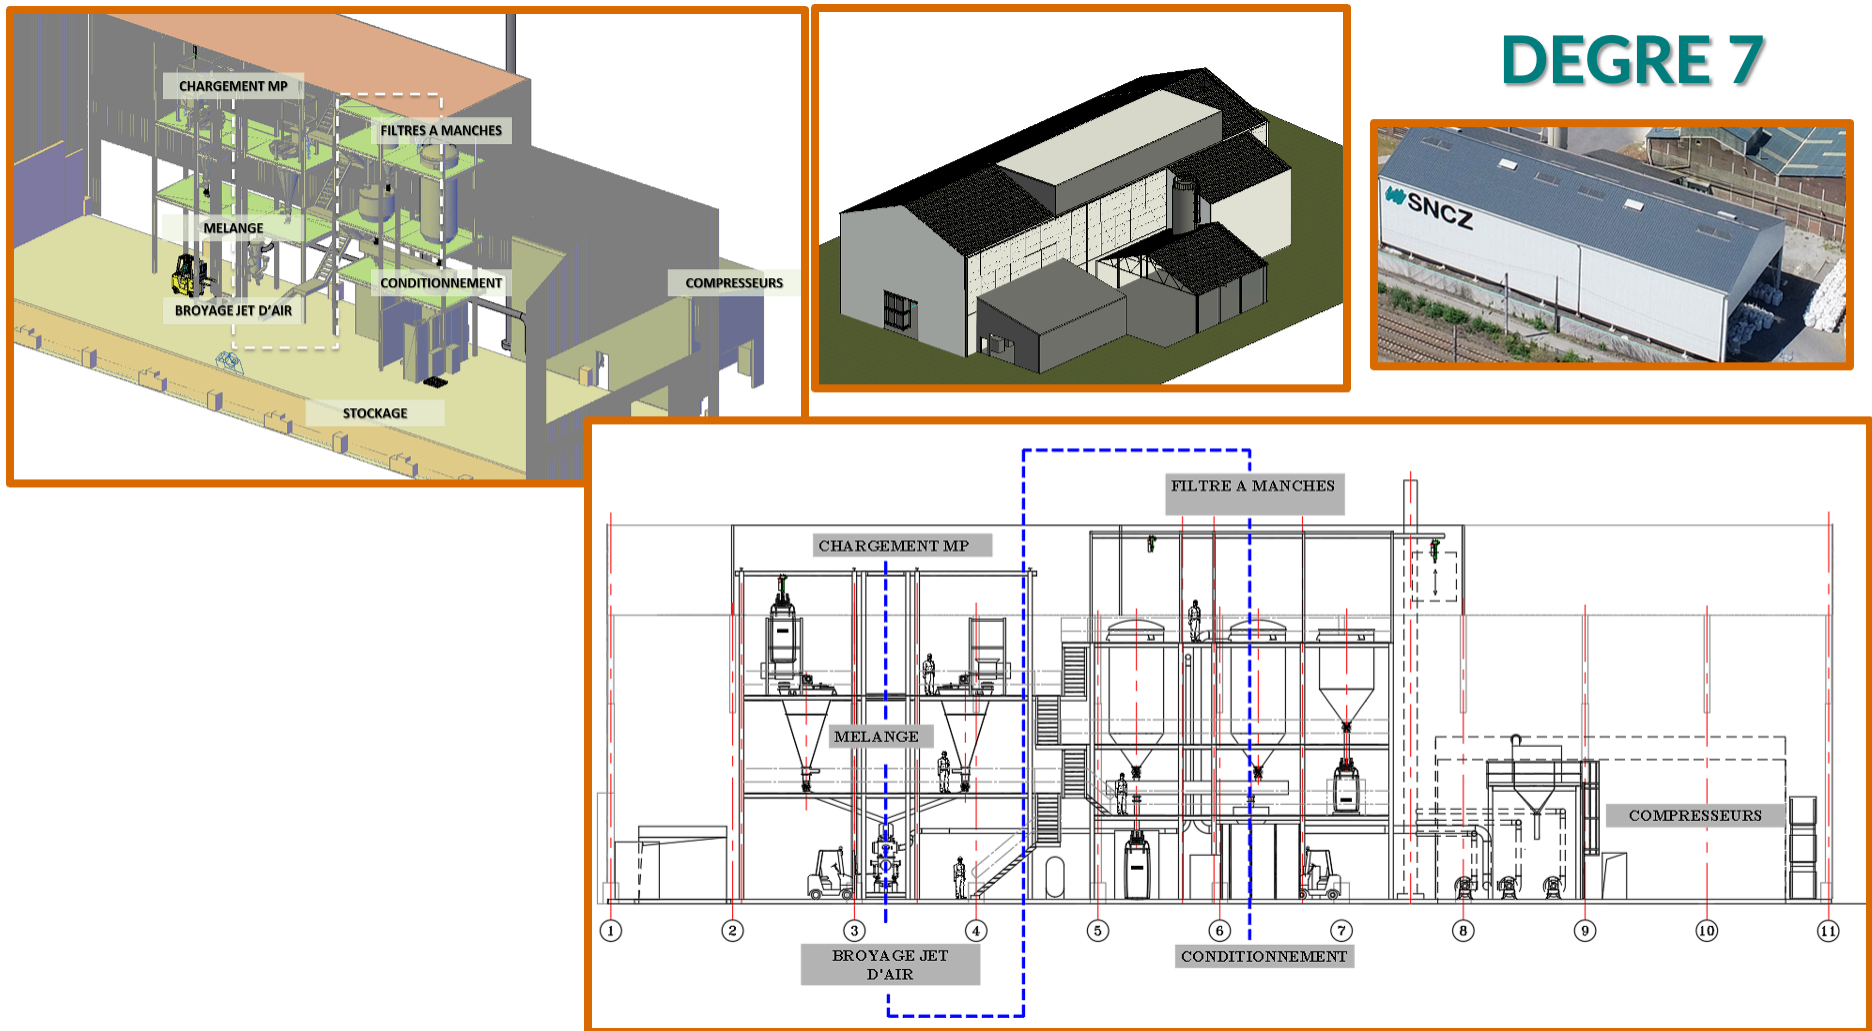 DEGRE 7
CHARGEMENT MP
FILTRES A MANCHES
MELANGE
CONDITIONNEMENT
COMPRESSEURS
BROYAGE JET D'AIR
STOCKAGE
SNCZ
FILTRE A MANCHES
CHARGEMENT MP
MELANGE
COMPRESSEURS
1 2 3 4 5 6 7 8 9 10 11
BROYAGE JET
D'AIR
CONDITIONNEMENT